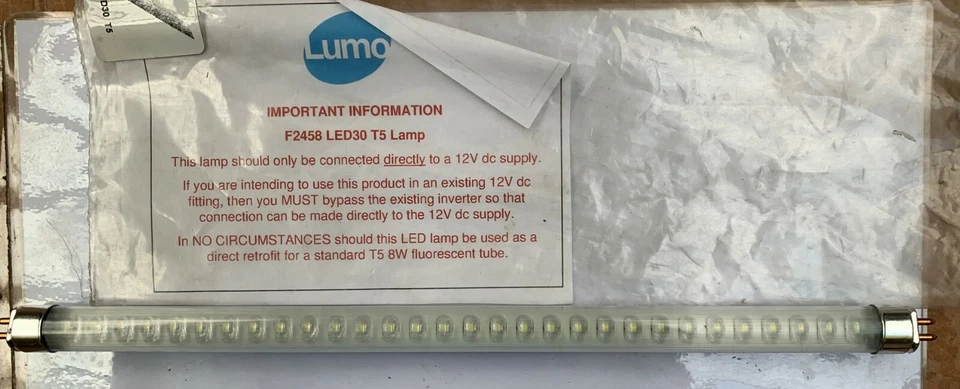 D30 T5
Lumo
IMPORTANT INFORMATION
F2458 LED30 T5 Lamp
This lamp should only be connected directly to a 12V dc supply.
If you are intending to use this product in an existing 12V dc
fitting, then you MUST bypass the existing inverter so that
connection can be made directly to the 12V dc supply.
In NO CIRCUMSTANCES should this LED lamp be used as a
direct retrofit for a standard T5 8W fluorescent tube.